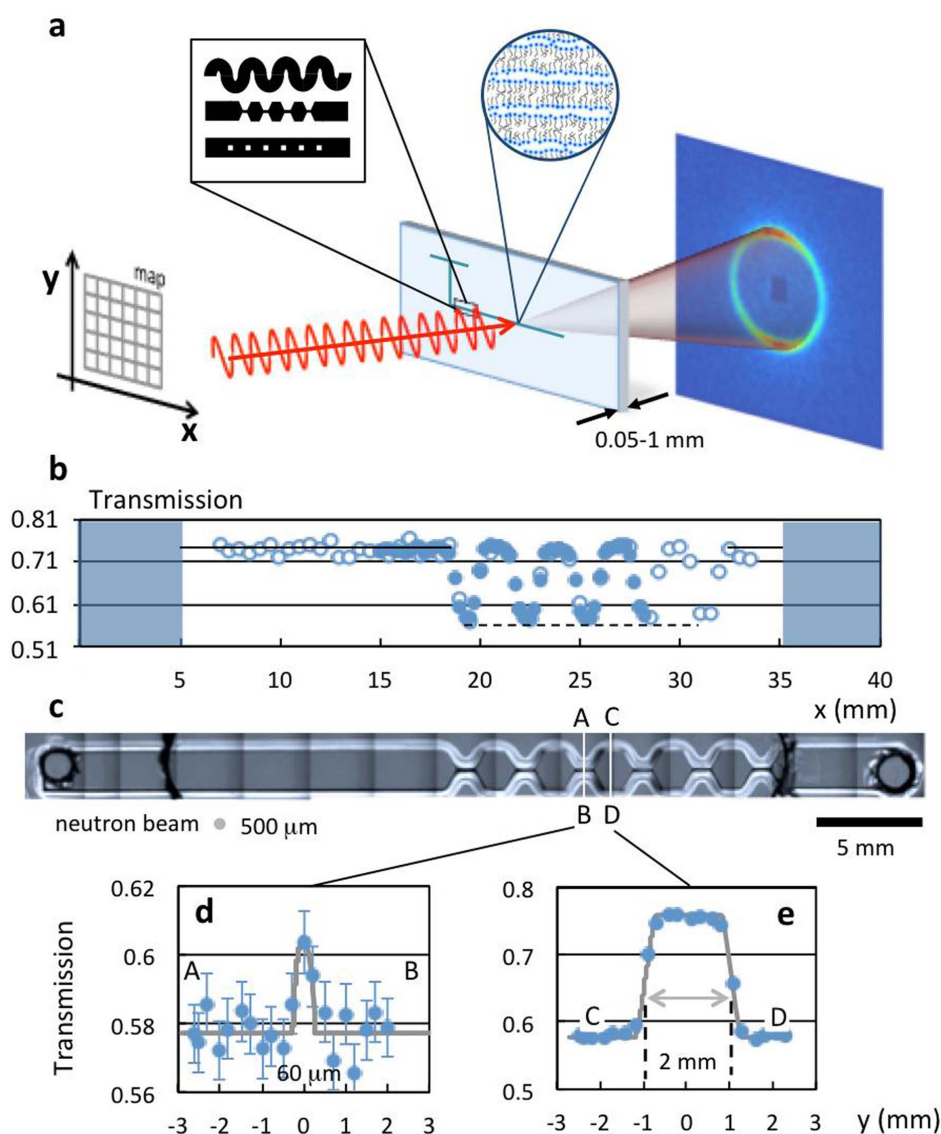 a
y
map
x
0.05-1 mm
b
Transmission
0.81
0.71
0.61
0.51
5 10 15 20 25 30 35 40
x (mm)
c
A C
B D
neutron beam 500 μm
5 mm
d
Transmission
0.62
0.6
0.58
0.56
A B
60 μm
-3 -2 -1 0 1 2 3
e
0.8
0.7
0.6
0.5
C D
2 mm
-3 -2 -1 0 1 2 3
y (mm)